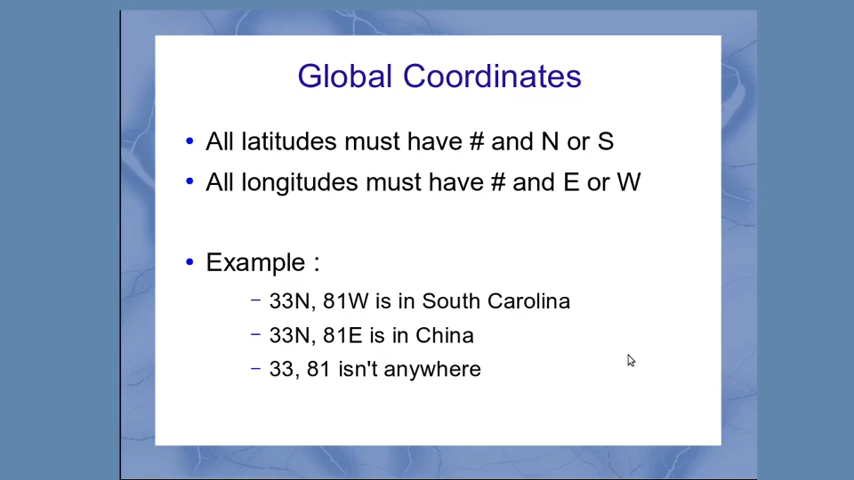 Global Coordinates
• All latitudes must have # and N or S
• All longitudes must have # and E or W
• Example :
– 33N, 81W is in South Carolina
– 33N, 81E is in China
– 33, 81 isn't anywhere